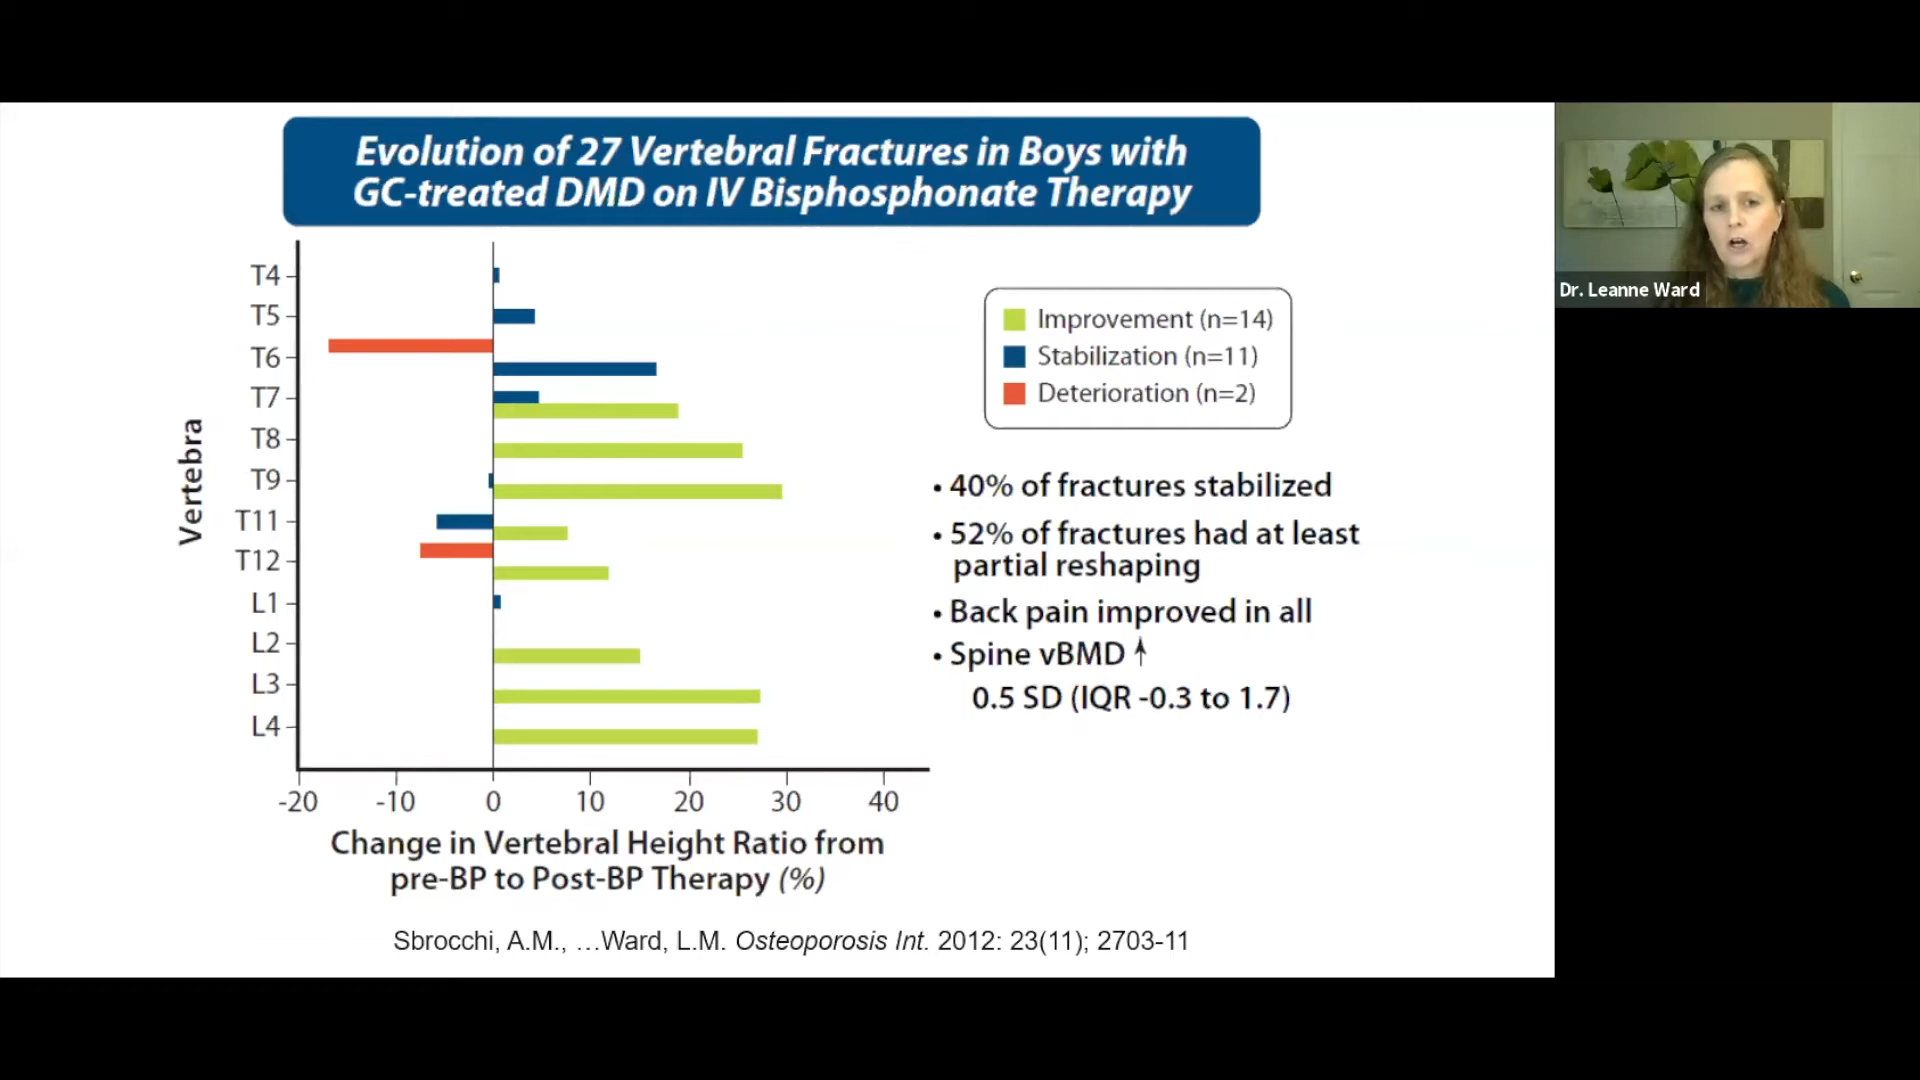 Evolution of 27 Vertebral Fractures in Boys with
GC-treated DMD on IV Bisphosphonate Therapy
Vertebra
T4
T5
T6
T7
T8
T9
T11
T12
L1
L2
L3
L4
-20 -10 0 10 20 30 40
Change in Vertebral Height Ratio from
pre-BP to Post-BP Therapy (%)
Improvement (n=14)
Stabilization (n=11)
Deterioration (n=2)
• 40% of fractures stabilized
• 52% of fractures had at least
partial reshaping
• Back pain improved in all
• Spine vBMD ↑
0.5 SD (IQR -0.3 to 1.7)
Sbrocchi, A.M., …Ward, L.M. Osteoporosis Int. 2012: 23(11); 2703-11
Dr. Leanne Ward